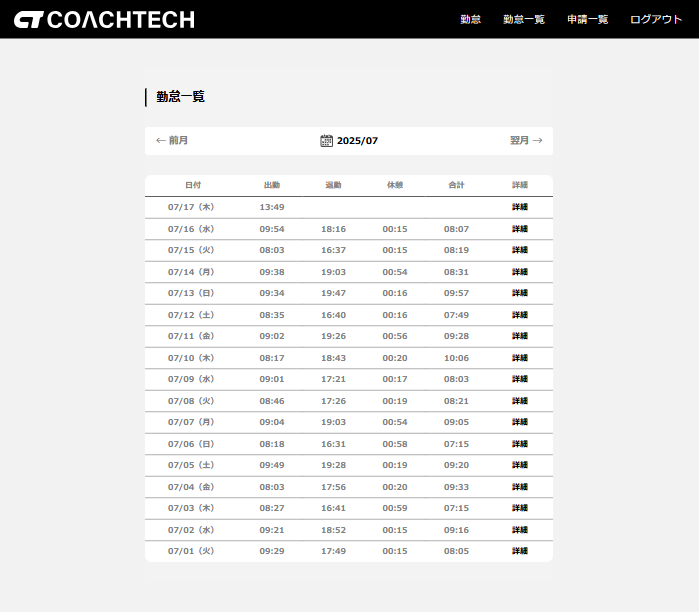 COACHTECH 勤怠 勤怠一覧 申請一覧 ログアウト
勤怠一覧
← 前月 2025/07 翌月 →
日付 出勤 退勤 休憩 合計 詳細
07/17（木） 13:49 詳細
07/16（水） 09:54 18:16 00:15 08:07 詳細
07/15（火） 08:03 16:37 00:15 08:19 詳細
07/14（月） 09:38 19:03 00:54 08:31 詳細
07/13（日） 09:34 19:47 00:16 09:57 詳細
07/12（土） 08:35 16:40 00:16 07:49 詳細
07/11（金） 09:02 19:26 00:56 09:28 詳細
07/10（木） 08:17 18:43 00:20 10:06 詳細
07/09（水） 09:01 17:21 00:17 08:03 詳細
07/08（火） 08:46 17:26 00:19 08:21 詳細
07/07（月） 09:04 19:03 00:54 09:05 詳細
07/06（日） 08:18 16:31 00:58 07:15 詳細
07/05（土） 09:49 19:28 00:19 09:20 詳細
07/04（金） 08:03 17:56 00:20 09:33 詳細
07/03（木） 08:27 16:41 00:59 07:15 詳細
07/02（水） 09:21 18:52 00:15 09:16 詳細
07/01（火） 09:29 17:49 00:15 08:05 詳細